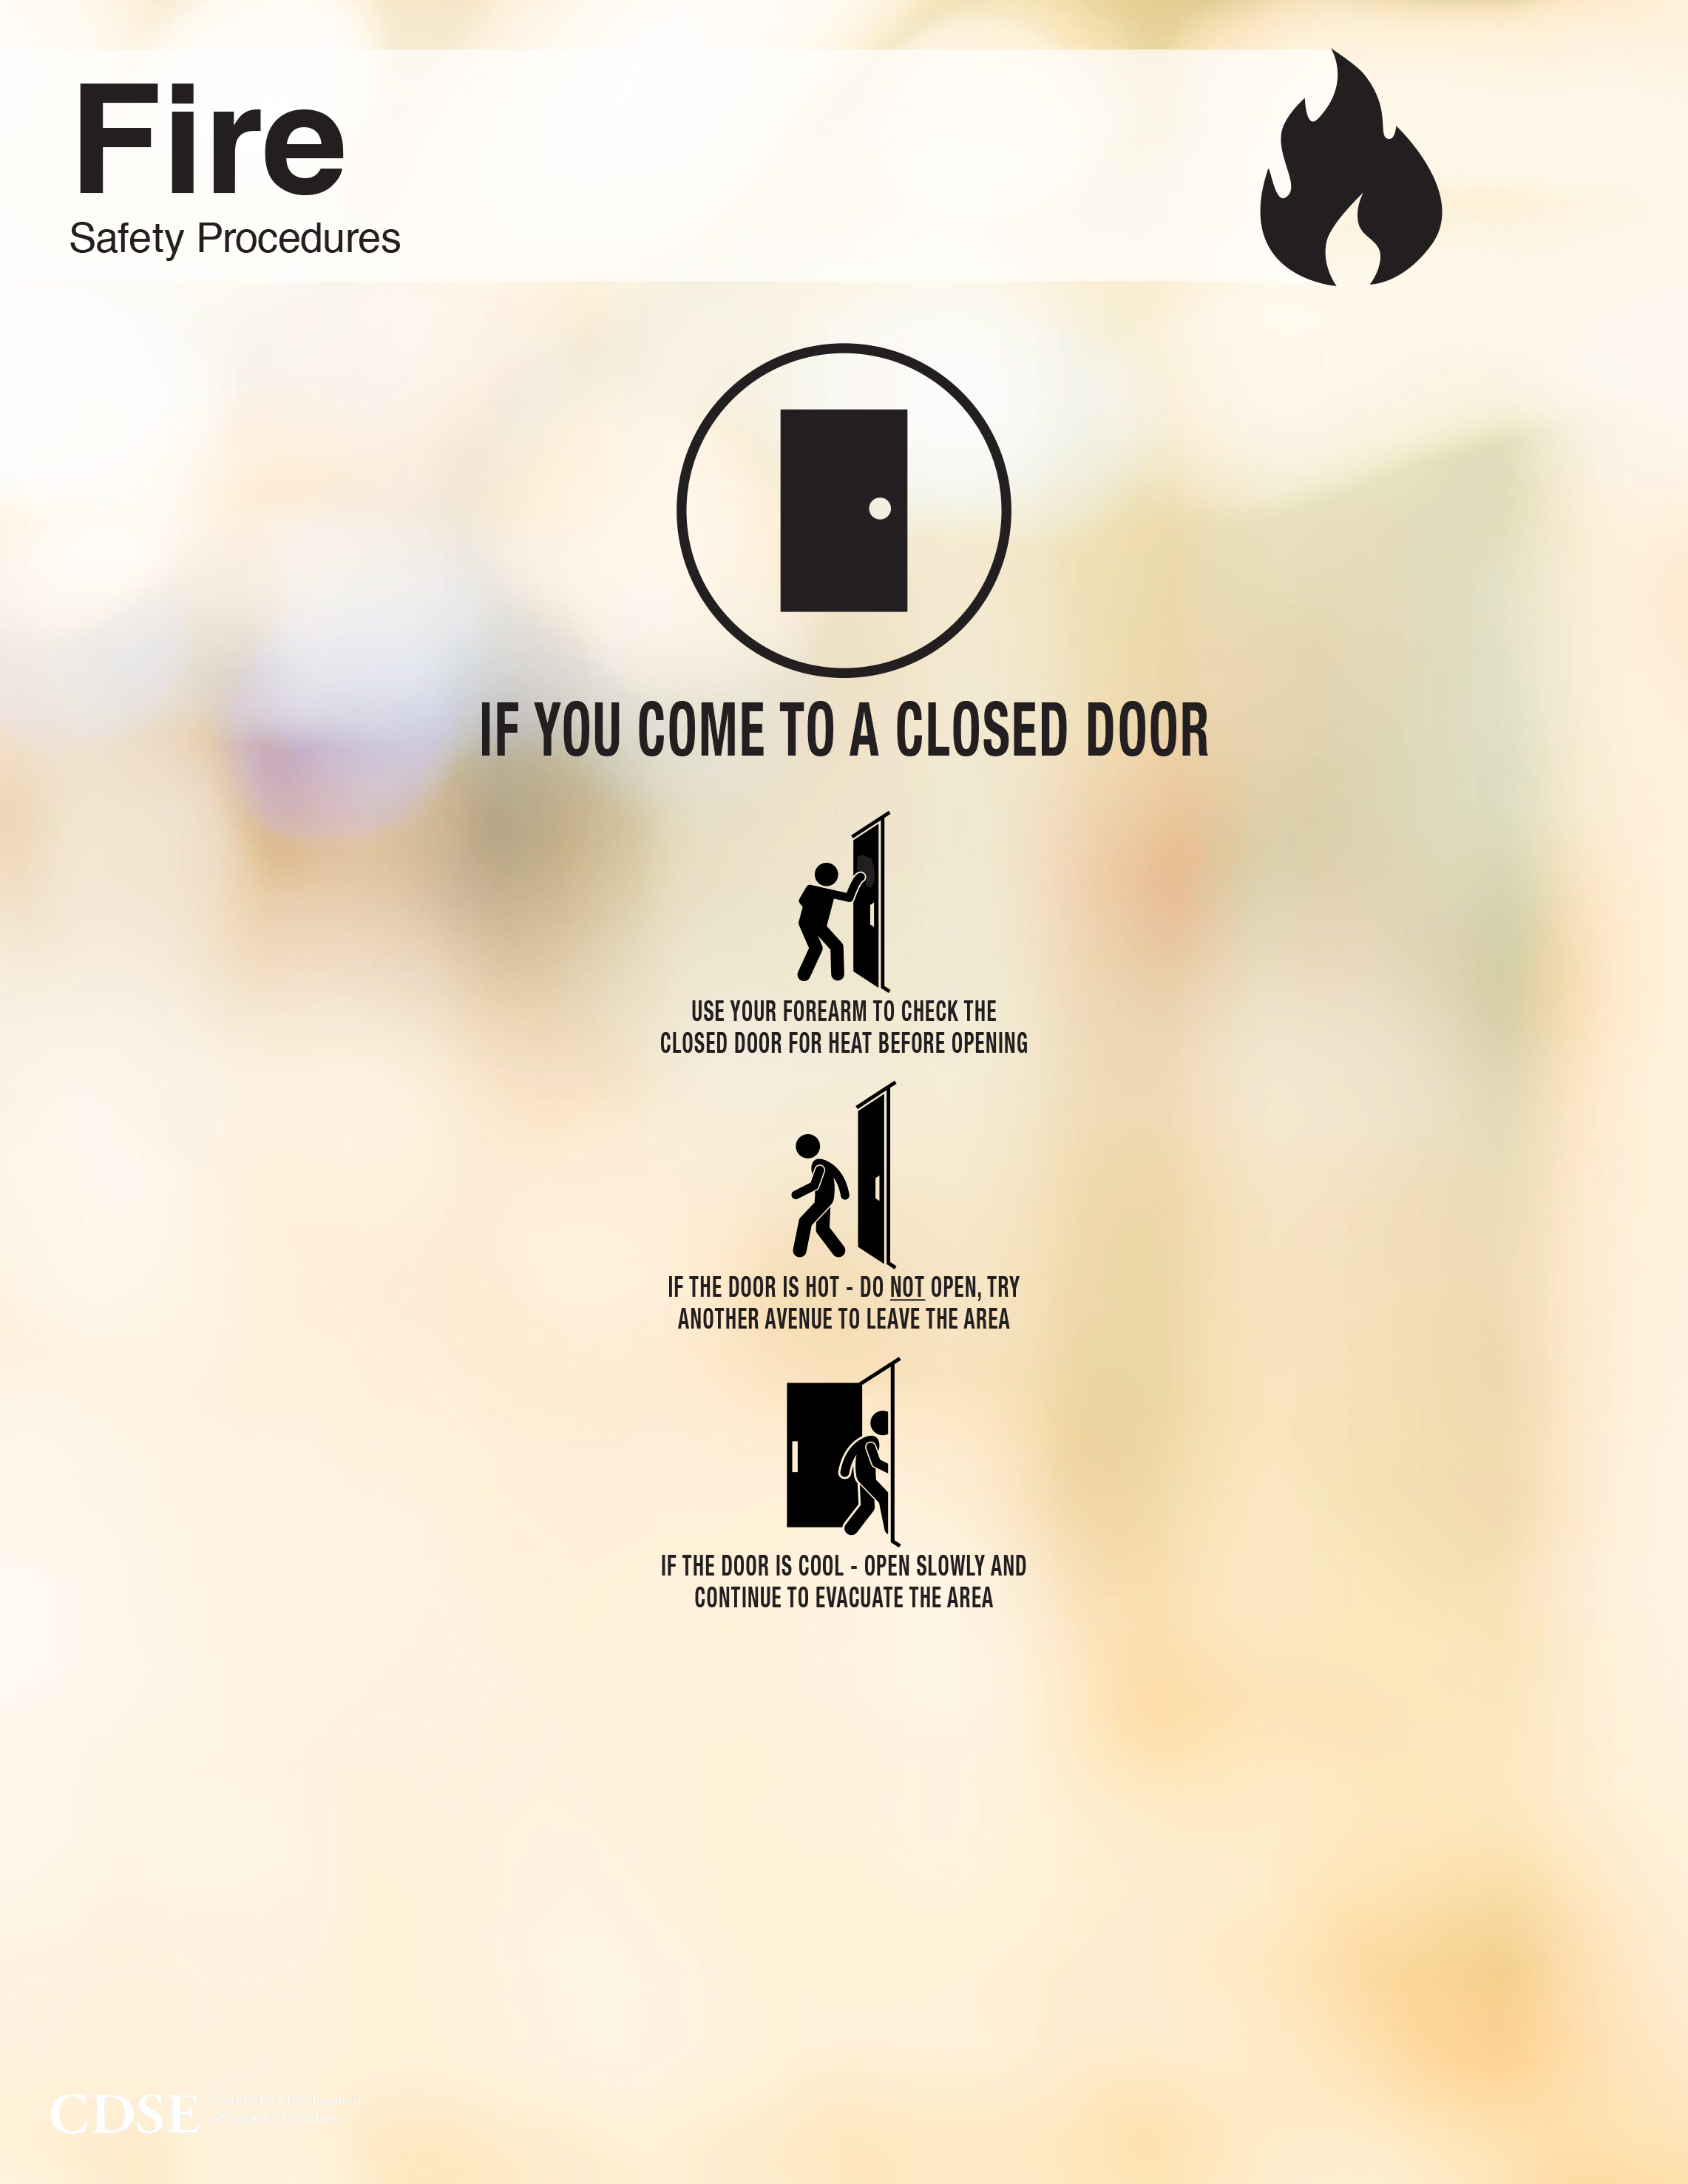 Fire
Safety Procedures
IF YOU COME TO A CLOSED DOOR
USE YOUR FOREARM TO CHECK THE
CLOSED DOOR FOR HEAT BEFORE OPENING
IF THE DOOR IS HOT - DO NOT OPEN, TRY
ANOTHER AVENUE TO LEAVE THE AREA
IF THE DOOR IS COOL - OPEN SLOWLY AND
CONTINUE TO EVACUATE THE AREA
CDSE Center for Development
of Security Excellence